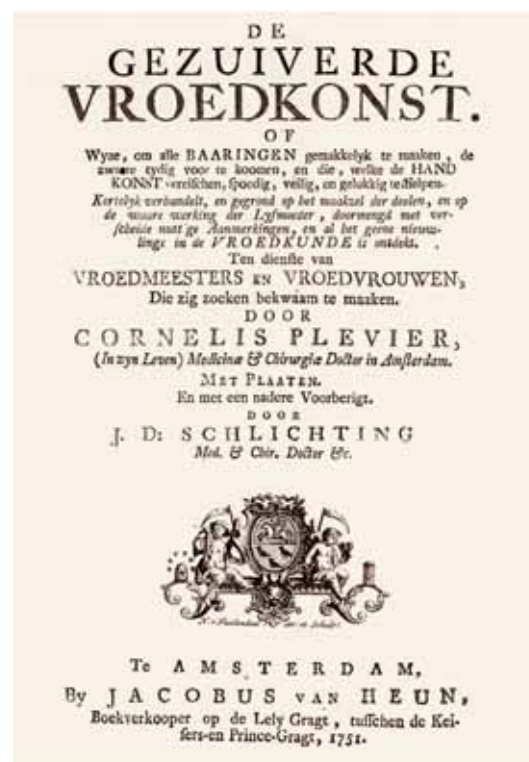 DE
GEZUIVERDE
VROEDKONST.
OF
Wyze, om alle BAARINGEN gemakkelyk te maaken, de
zwaare tydig voor te koomen, en die, welke de HAND
KONST vereisschen, spoedig, veilig, en gelukkig te helpen.
Kortelyk verhandelt, en gegrond op het maakzel der deelen, en op
de waare werking der Lyfmoeder, doormengd met ver-
scheide nutt'ge Aanmerkingen, en al het geene nieuw-
lings in de VROEDKUNDE is ontdekt.
Ten dienste van
VROEDMEESTERS EN VROEDVROUWEN,
Die zig zoeken bekwaam te maaken.
DOOR
CORNELIS PLEVIER,
(In zyn Leven) Medicinæ & Chirurgiæ Doctor in Amsterdam.
MET PLAATEN.
En met een nadere Voorberigt.
DOOR
J. D: SCHLICHTING
Med. & Chir. Doctor &c.
Te AMSTERDAM,
By JACOBUS VAN HEUN,
Boekverkooper op de Lely Gragt, tusschen de Kei-
sers-en Prince-Gragt, 1751.